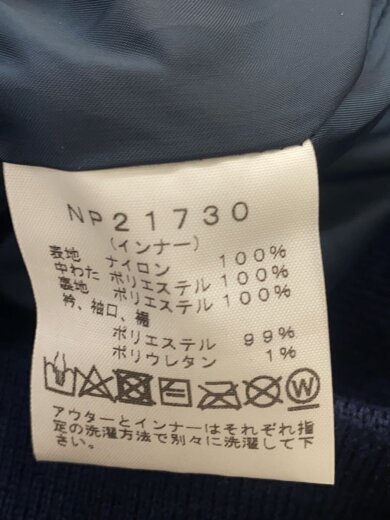 NP21730
(インナー)
表地 ナイロン 100%
中わた ポリエステル 100%
裏地 ポリエステル 100%
衿、袖口、裾
ポリエステル 99%
ポリウレタン 1%
W
アウターとインナーはそれぞれ指
定の洗濯方法で別々に洗濯して下
さい。